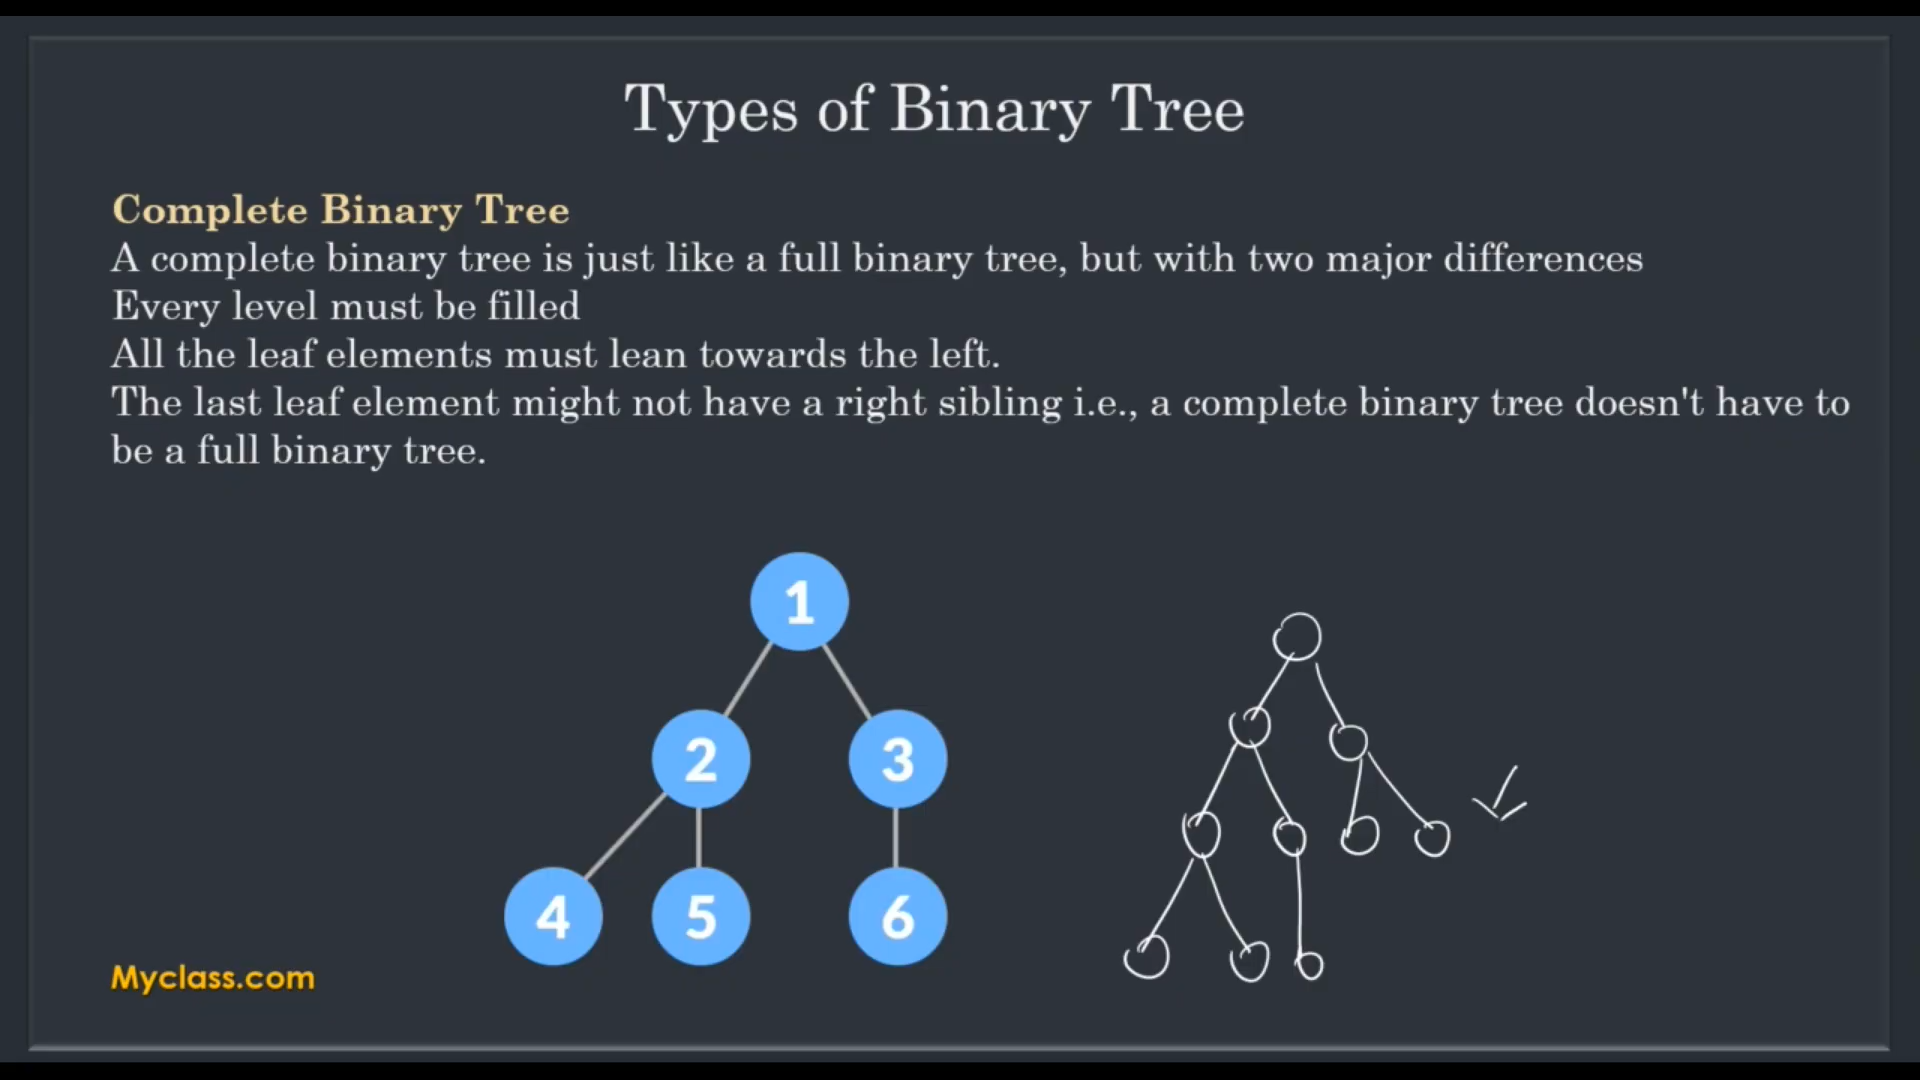 Types of Binary Tree
Complete Binary Tree
A complete binary tree is just like a full binary tree, but with two major differences
Every level must be filled
All the leaf elements must lean towards the left.
The last leaf element might not have a right sibling i.e., a complete binary tree doesn't have to
be a full binary tree.
1
2 3
4 5 6
Myclass.com